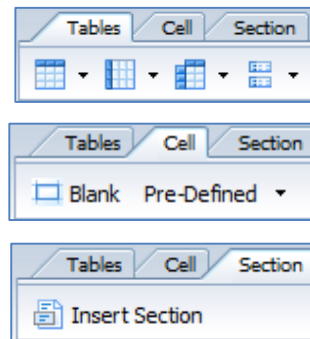 Tables Cell Section
Tables Cell Section
Blank Pre-Defined
Tables Cell Section
Insert Section